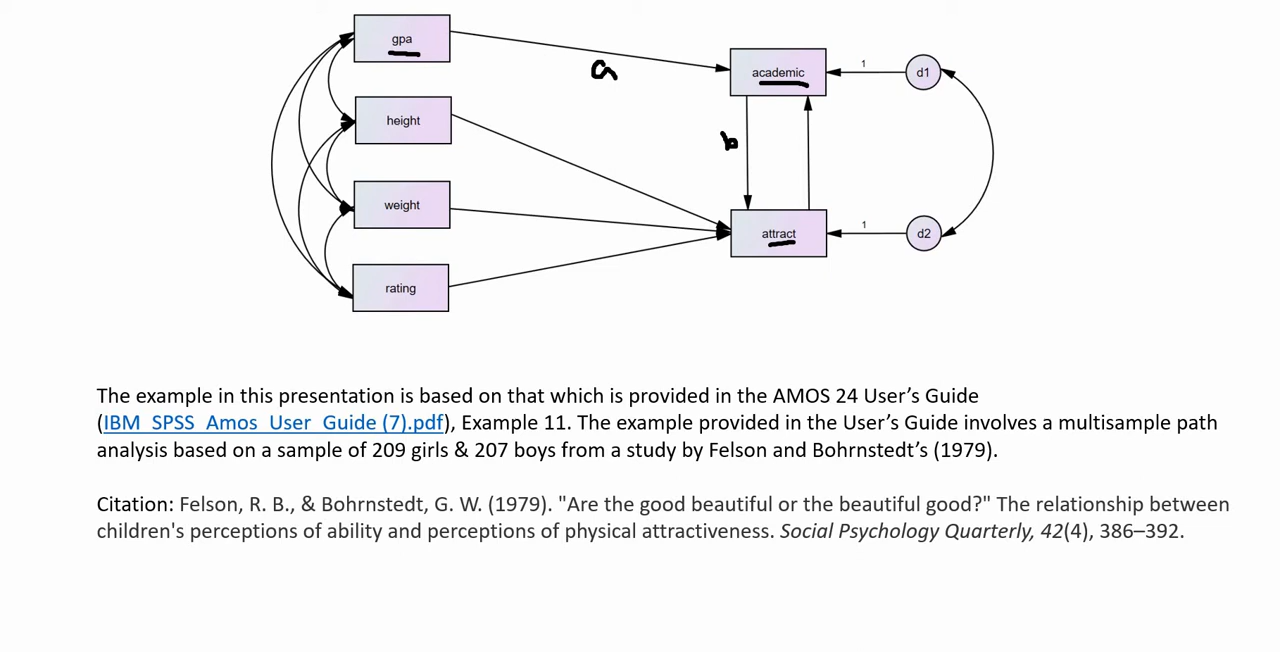 gpa
a
academic
1
d1
height
b
weight
attract
1
d2
rating
The example in this presentation is based on that which is provided in the AMOS 24 User’s Guide
(IBM_SPSS_Amos_User_Guide (7).pdf), Example 11. The example provided in the User’s Guide involves a multisample path
analysis based on a sample of 209 girls & 207 boys from a study by Felson and Bohrnstedt’s (1979).
Citation: Felson, R. B., & Bohrnstedt, G. W. (1979). "Are the good beautiful or the beautiful good?" The relationship between
children's perceptions of ability and perceptions of physical attractiveness. Social Psychology Quarterly, 42(4), 386–392.